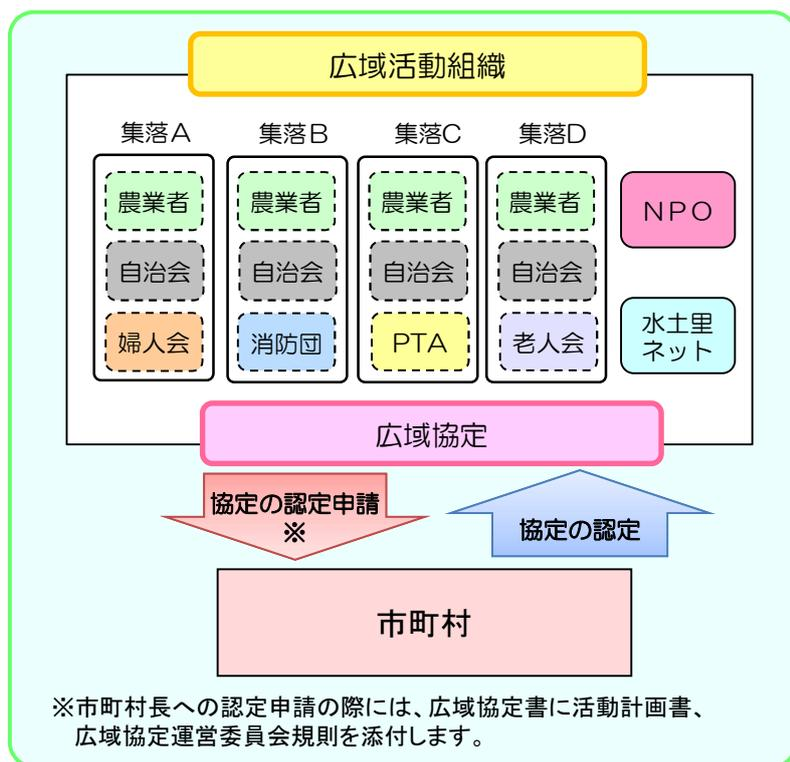 広域活動組織
集落A
集落B
集落C
集落D
農業者
農業者
農業者
農業者
NPO
自治会
自治会
自治会
自治会
婦人会
消防団
PTA
老人会
水土里
ネット
広域協定
協定の認定申請
※
協定の認定
市町村
※市町村長への認定申請の際には、広域協定書に活動計画書、
広域協定運営委員会規則を添付します。